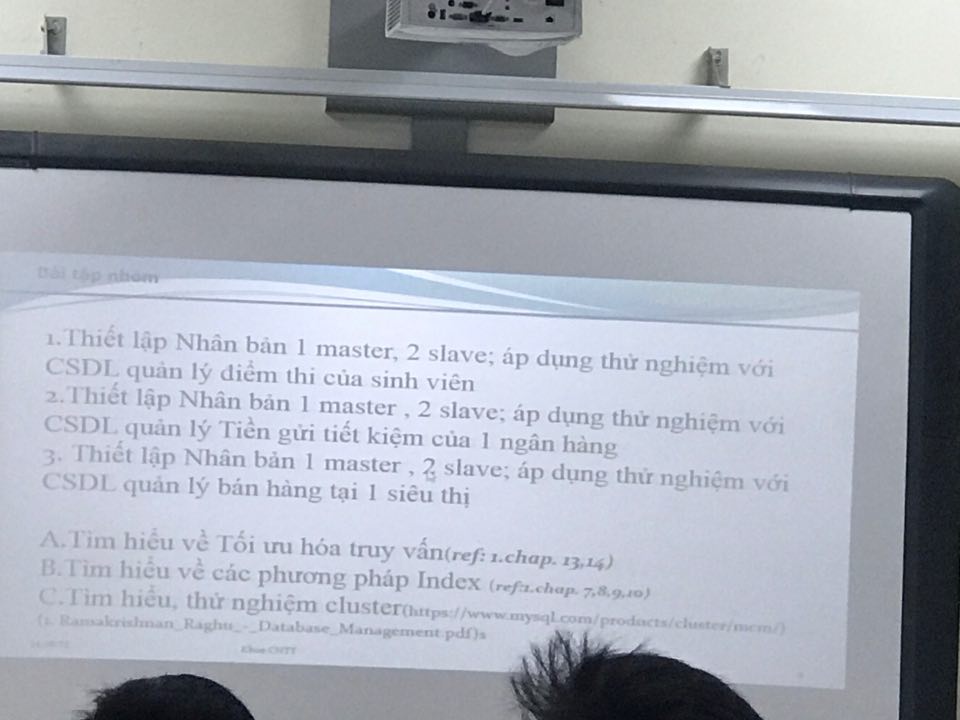 Bài tập nhóm
1.Thiết lập Nhân bản 1 master, 2 slave; áp dụng thử nghiệm với
CSDL quản lý điểm thi của sinh viên
2.Thiết lập Nhân bản 1 master , 2 slave; áp dụng thử nghiệm với
CSDL quản lý Tiền gửi tiết kiệm của 1 ngân hàng
3. Thiết lập Nhân bản 1 master , 2 slave; áp dụng thử nghiệm với
CSDL quản lý bán hàng tại 1 siêu thị
A.Tìm hiểu về Tối ưu hóa truy vấn(ref: 1.chap. 13,14)
B.Tìm hiểu về các phương pháp Index (ref:1.chap. 7,8,9,10)
C.Tìm hiểu, thử nghiệm cluster(https://www.mysql.com/products/cluster/mcm/)
(1. Ramakrishnan_Raghu_-_Database_Management.pdf)s
Khoa CNTT